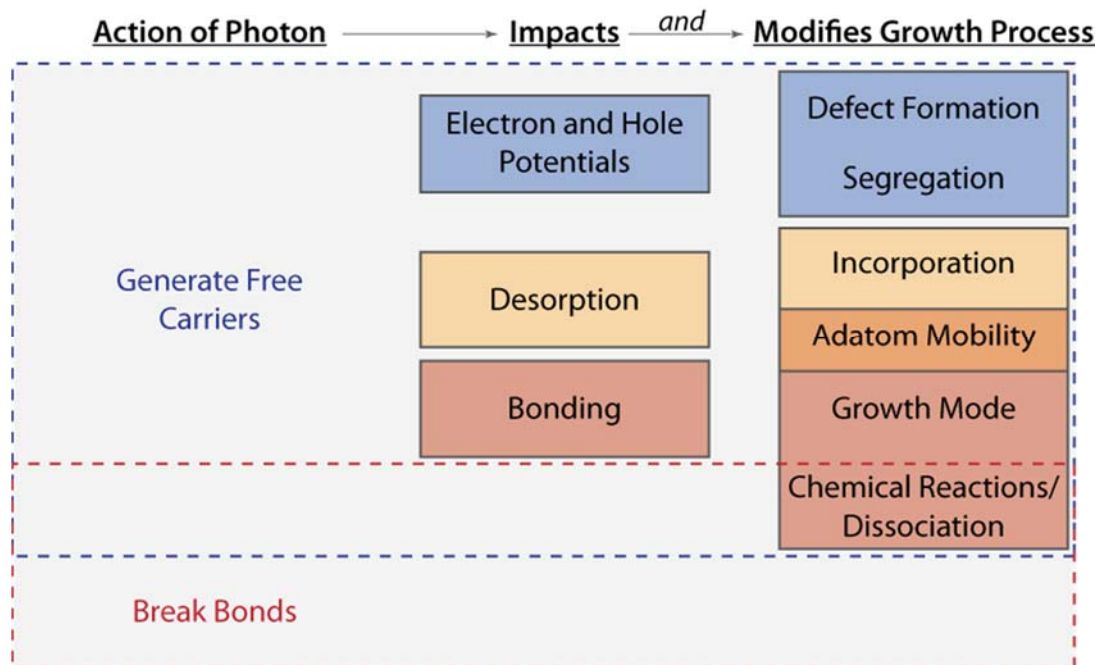 Action of Photon Impacts and Modifies Growth Process
Electron and Hole
Potentials
Defect Formation
Segregation
Generate Free
Carriers
Desorption
Bonding
Incorporation
Adatom Mobility
Growth Mode
Chemical Reactions/
Dissociation
Break Bonds